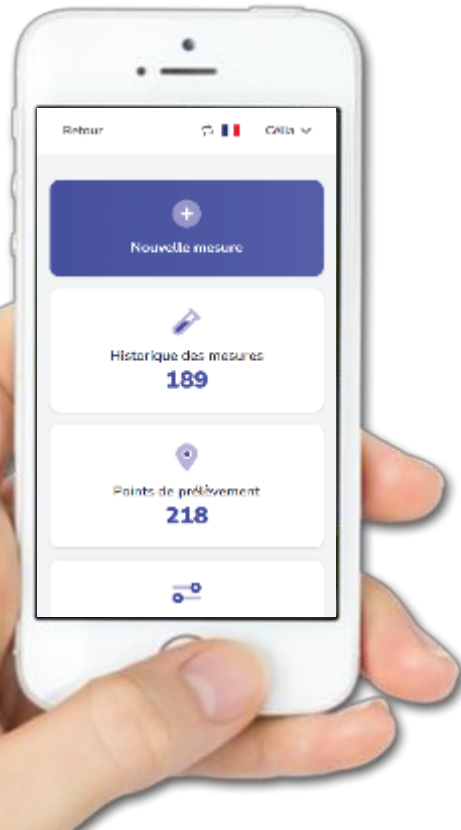 Retour
Célia
Nouvelle mesure
Historique des mesures
189
Points de prélèvement
218